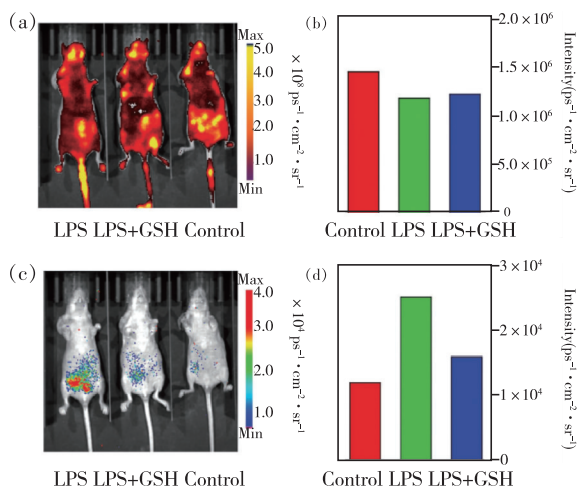 (a)
Max
5.0
4.0
3.0
2.0
1.0
Min
× 10⁸ ps⁻¹·cm⁻²·sr⁻¹
LPS LPS+GSH Control
(b)
2.0×10⁶
1.5×10⁶
1.0×10⁶
5.0×10⁵
0
Intensity(ps⁻¹·cm⁻²·sr⁻¹)
Control LPS LPS+GSH
(c)
Max
4.0
3.0
2.0
1.0
Min
× 10⁴ ps⁻¹·cm⁻²·sr⁻¹
LPS LPS+GSH Control
(d)
3×10⁴
2×10⁴
1×10⁴
0
Intensity(ps⁻¹·cm⁻²·sr⁻¹)
Control LPS LPS+GSH